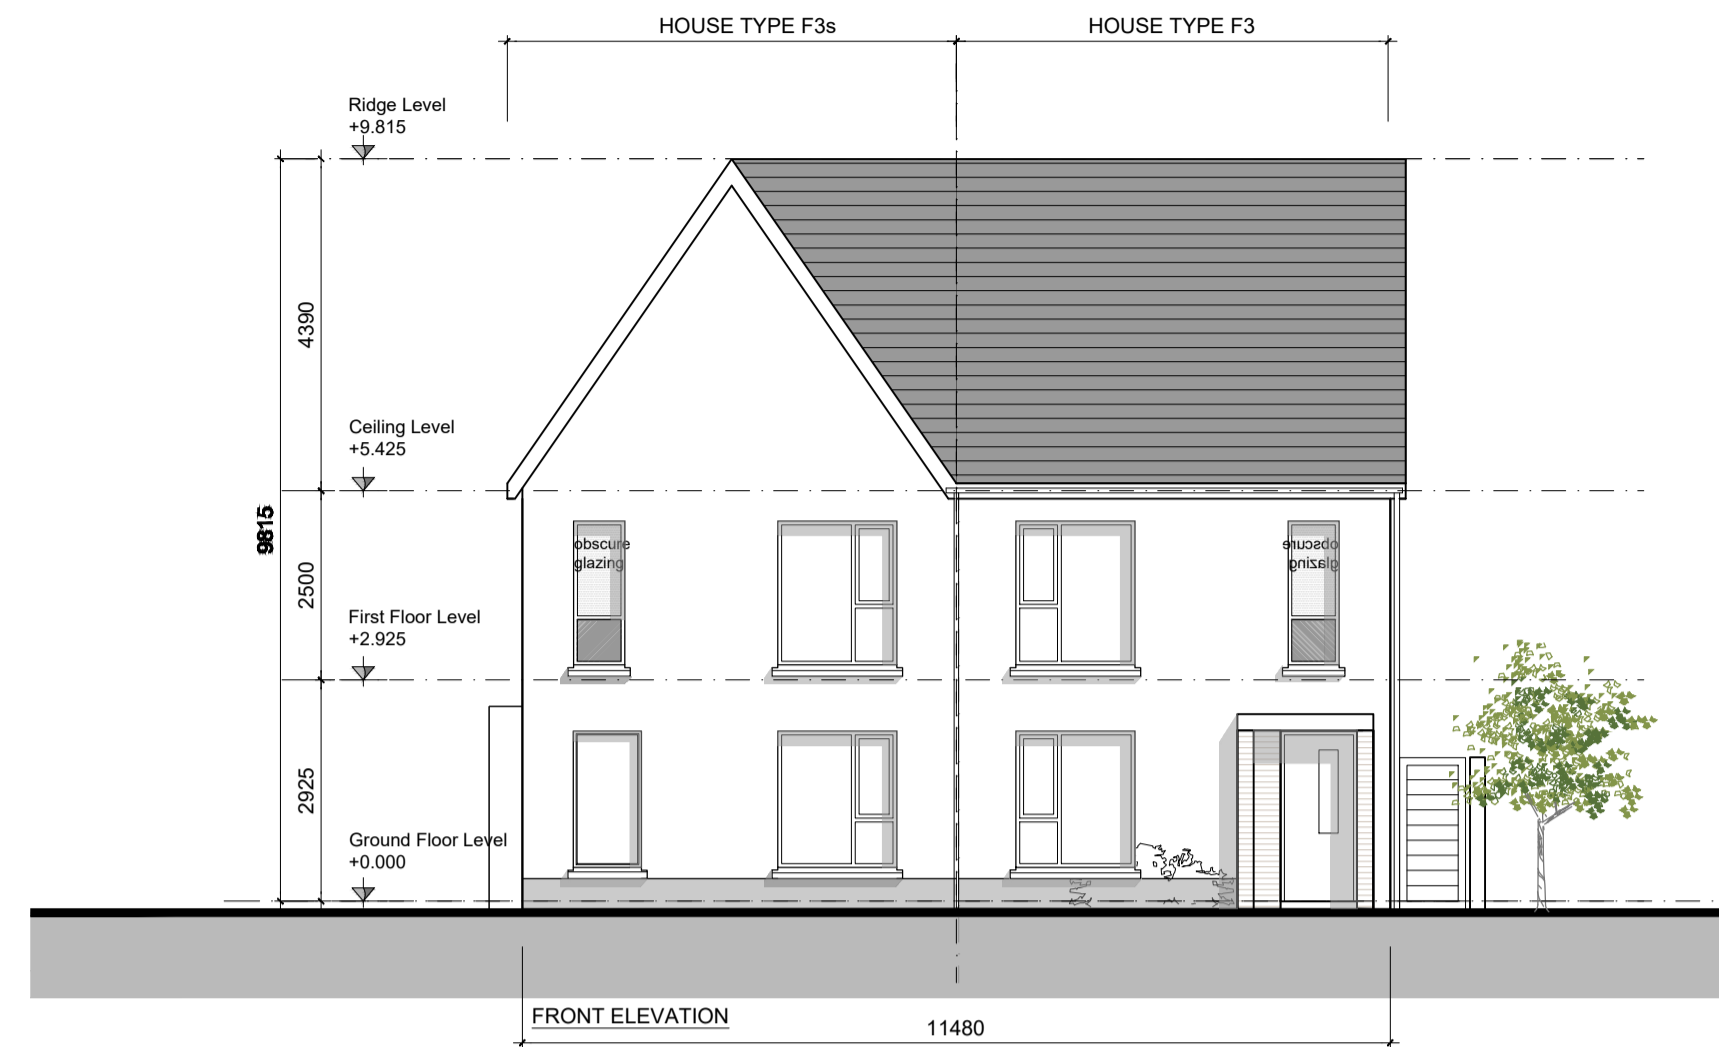 HOUSE TYPE F3s
HOUSE TYPE F3
Ridge Level
+9.815
4390
Ceiling Level
+5.425
9815
obscure
glazing
obscure
glazing
2500
First Floor Level
+2.925
2925
Ground Floor Level
+0.000
FRONT ELEVATION
11480